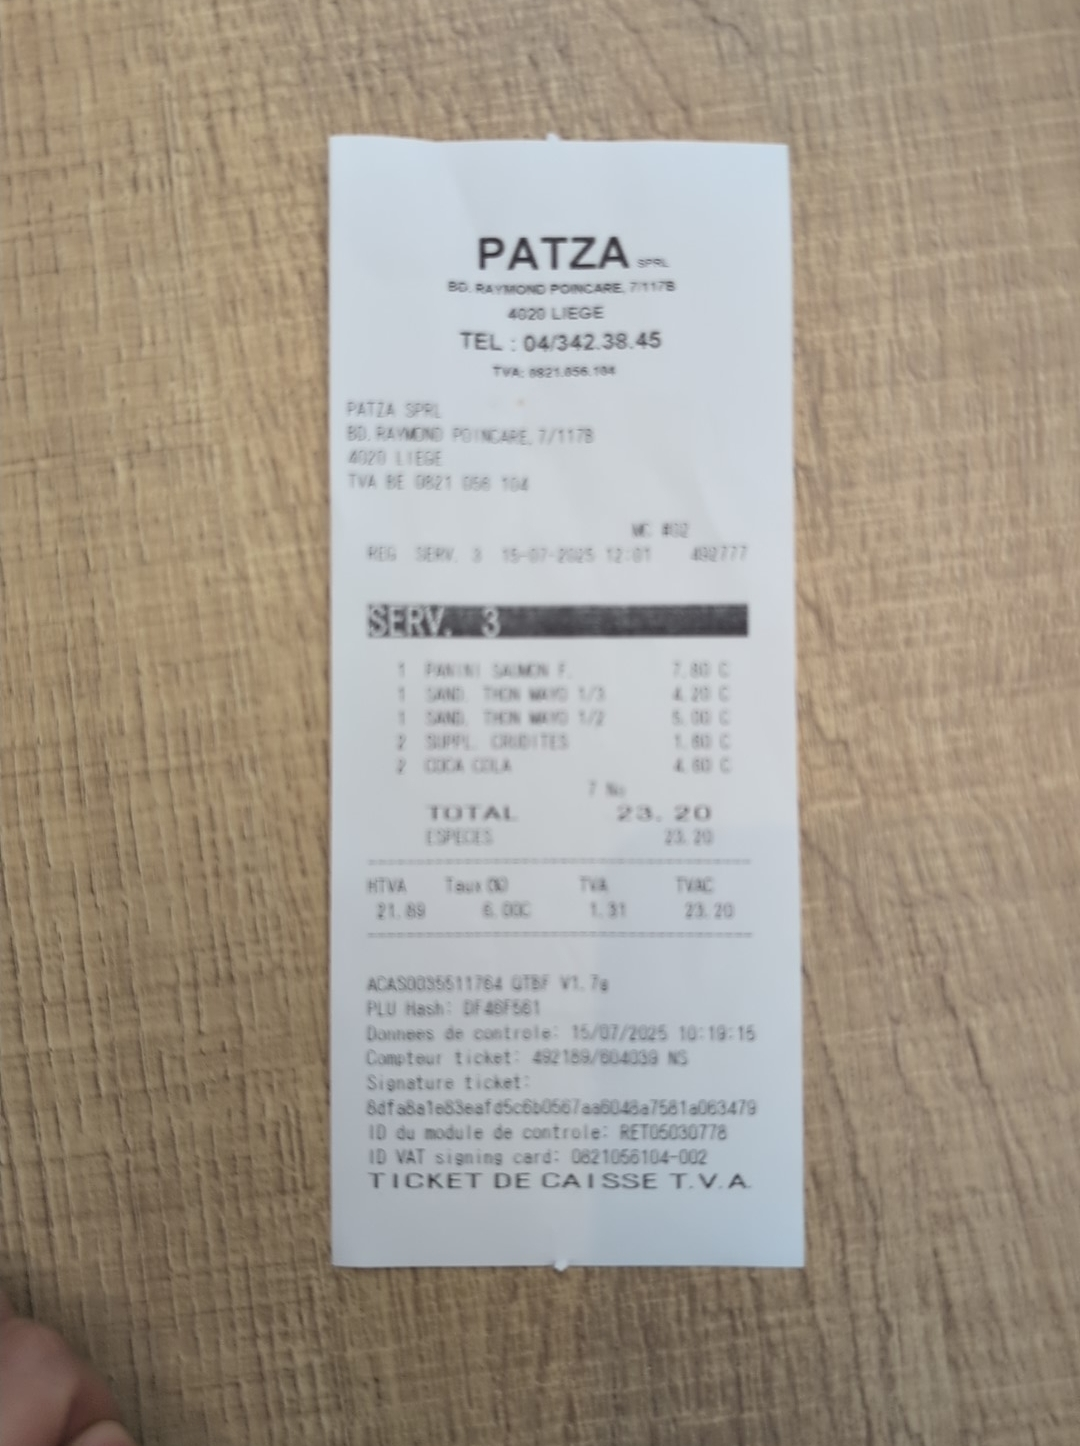 PATZA SPRL
BD. RAYMOND POINCARE, 7/117B
4020 LIEGE
TEL : 04/342.38.45
TVA: 0821.056.104
PATZA SPRL
BD. RAYMOND POINCARE, 7/117B
4020 LIEGE
TVA BE 0821 056 104
MC #02
REG SERV. 3 15-07-2025 12:01 492777
SERV. 3
1 PANINI SAUMON F. 7.80 C
1 SAND. THON MAYO 1/3 4.20 C
1 SAND. THON MAYO 1/2 5.00 C
2 SUPPL. CRUDITES 1.60 C
2 COCA COLA 4.60 C
7 No
TOTAL 23.20
ESPECES 23.20
HTVA Taux TVA TVAC
21.89 6.00C 1.31 23.20
ACAS0035511764 QTBF V1.7g
PLU Hash: DF46F561
Donnees de controle: 15/07/2025 10:19:15
Compteur ticket: 492189/604039 NS
Signature ticket:
8dfa8a1e83eafd5c6b0567aa6048a7581a063479
ID du module de controle: RET05030778
ID VAT signing card: 0821056104-002
TICKET DE CAISSE T.V.A.